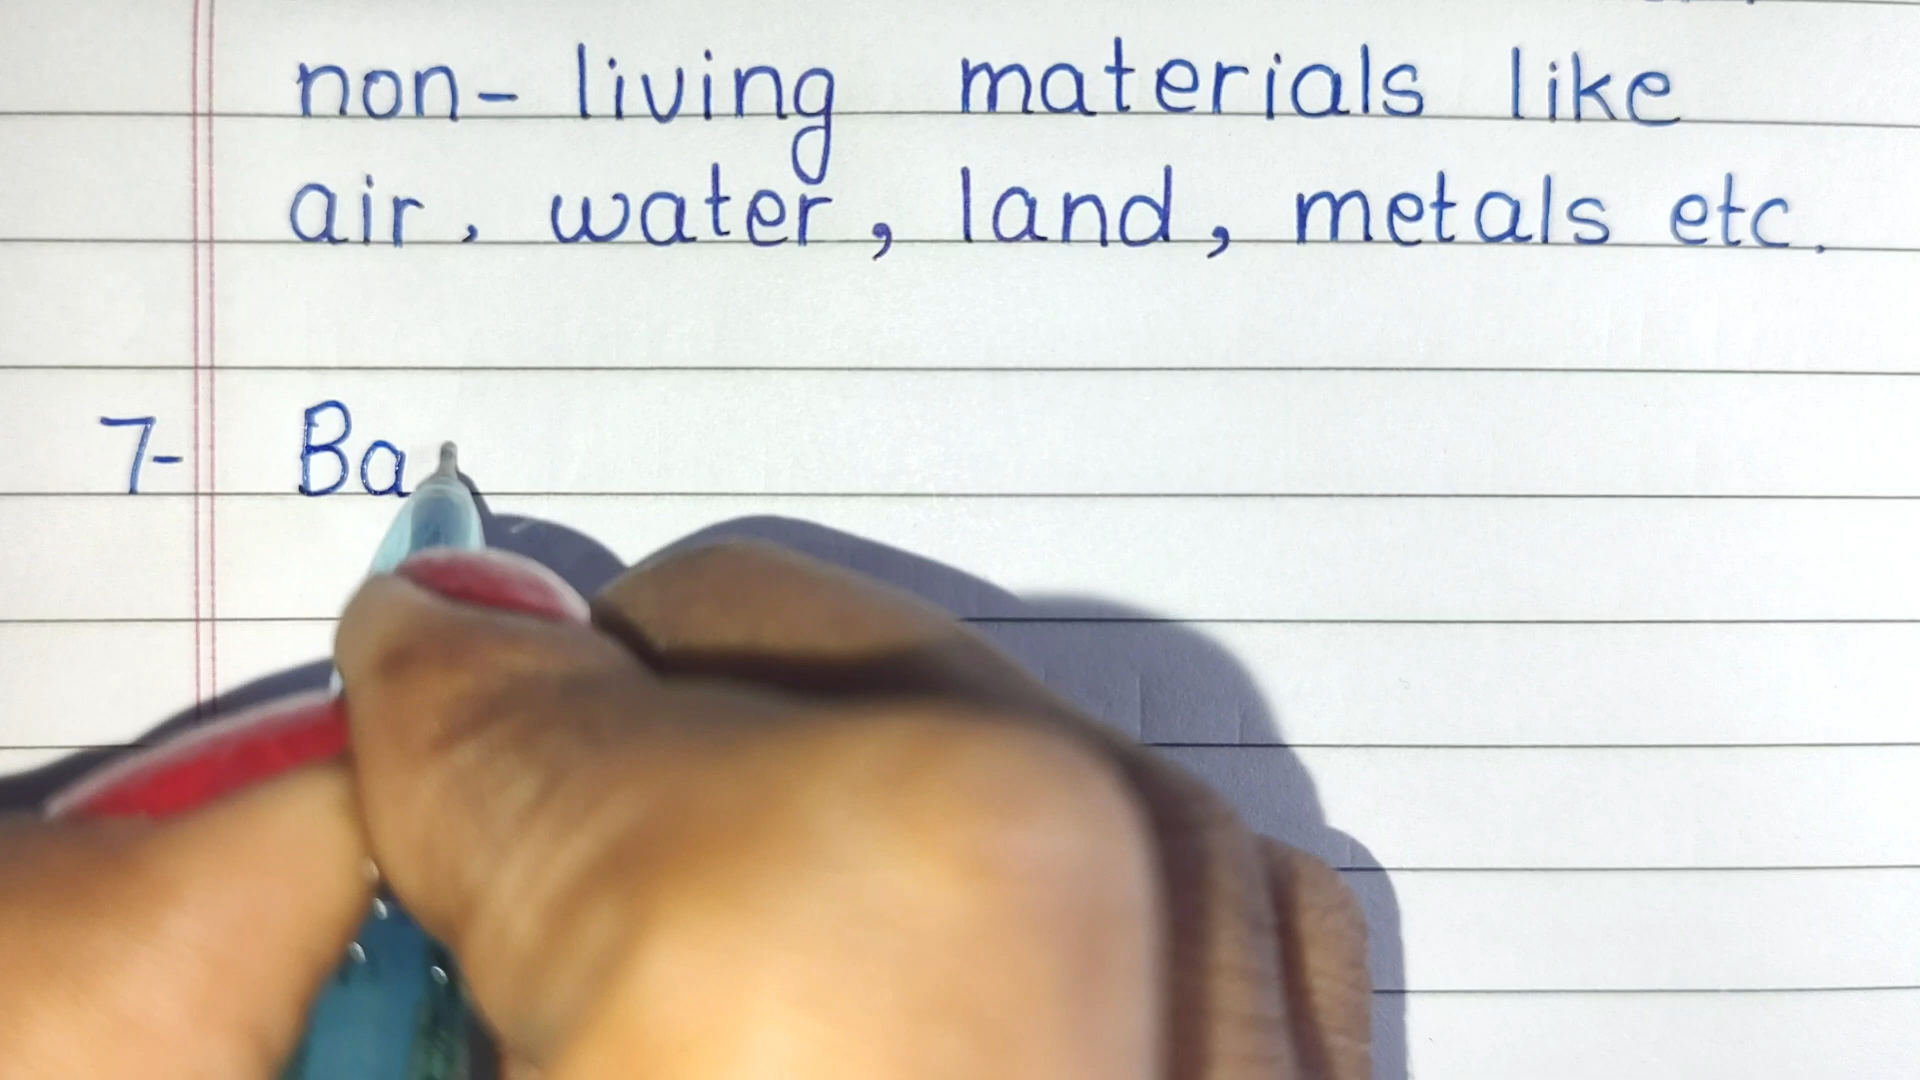 non-living materials like
air, water, land, metals etc.
7- Ba